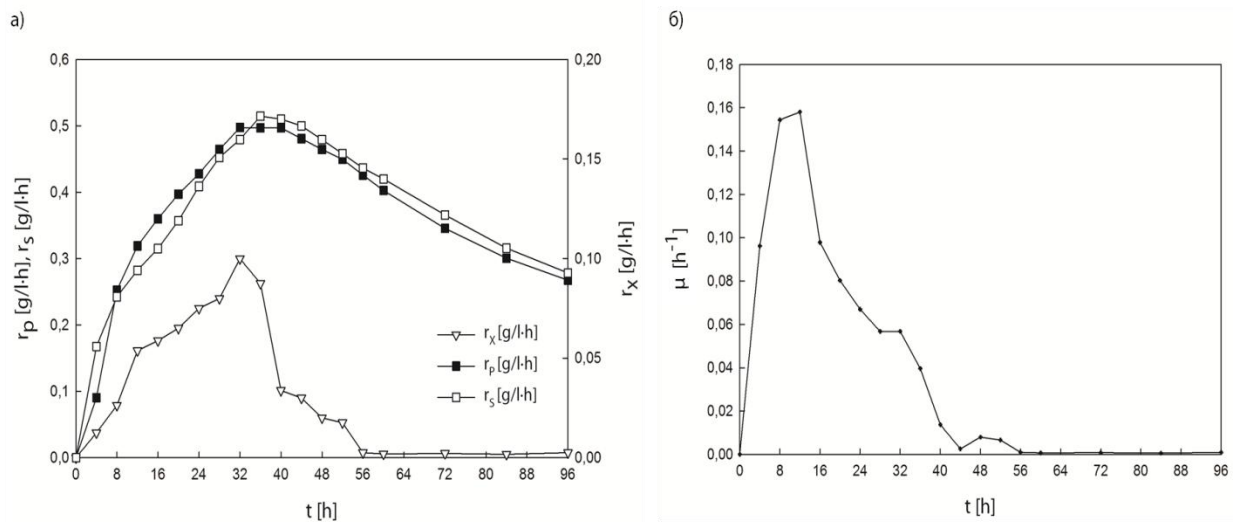 а)
0,6
0,5
0,4
0,3
0,2
0,1
0,0
r_P [g/l·h], r_S [g/l·h]
0,20
0,15
0,10
0,05
0,00
r_X [g/l·h]
r_X [g/l·h]
r_P [g/l·h]
r_S [g/l·h]
0 8 16 24 32 40 48 56 64 72 80 88 96
t [h]
б)
0,18
0,16
0,14
0,12
0,10
0,08
0,06
0,04
0,02
0,00
μ [h⁻¹]
0 8 16 24 32 40 48 56 64 72 80 88 96
t [h]